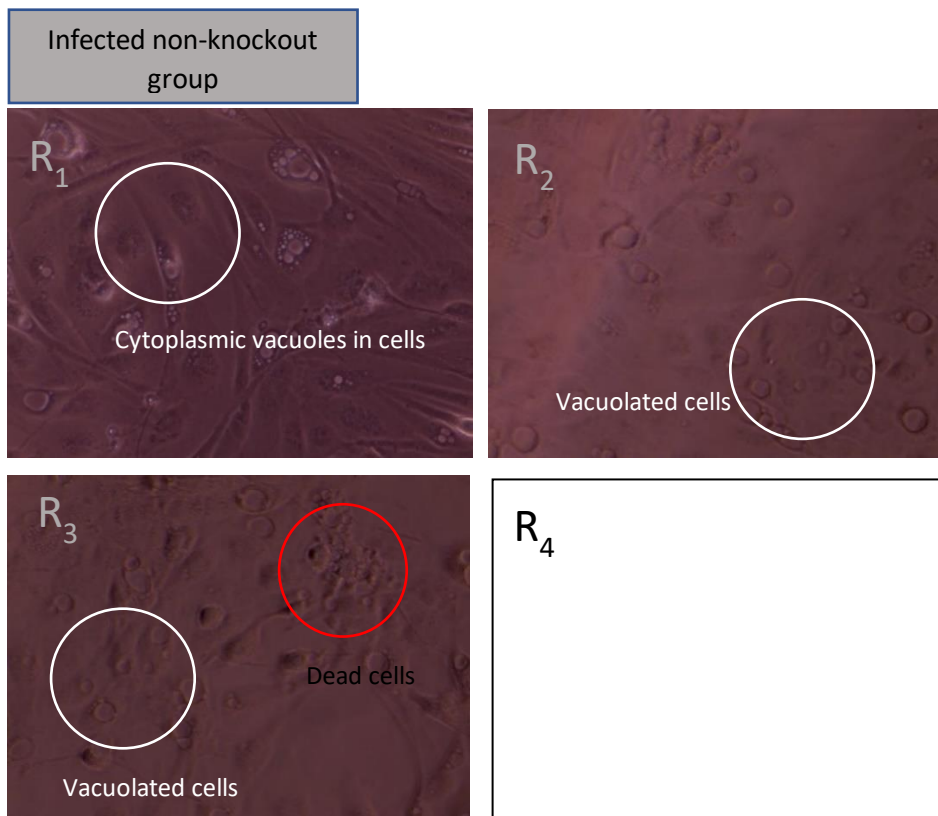 Infected non-knockout
group
R1
Cytoplasmic vacuoles in cells
R2
Vacuolated cells
R3
Dead cells
Vacuolated cells
R4